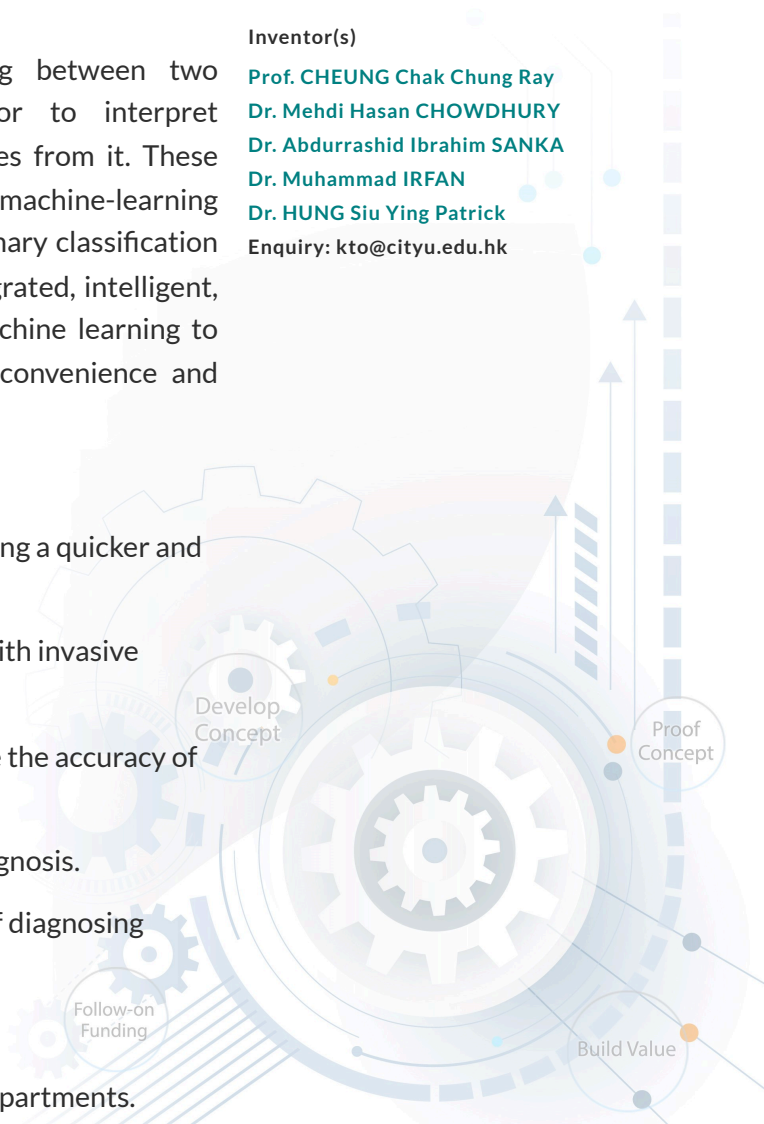 g between two
or to interpret
es from it. These
machine-learning
nary classification
grated, intelligent,
chine learning to
convenience and
ng a quicker and
ith invasive
e the accuracy of
gnosis.
f diagnosing
partments.
Inventor(s)
Prof. CHEUNG Chak Chung Ray
Dr. Mehdi Hasan CHOWDHURY
Dr. Abdurrashid Ibrahim SANKA
Dr. Muhammad IRFAN
Dr. HUNG Siu Ying Patrick
Enquiry: kto@cityu.edu.hk
Develop
Concept
Proof
Concept
Follow-on
Funding
Build Value